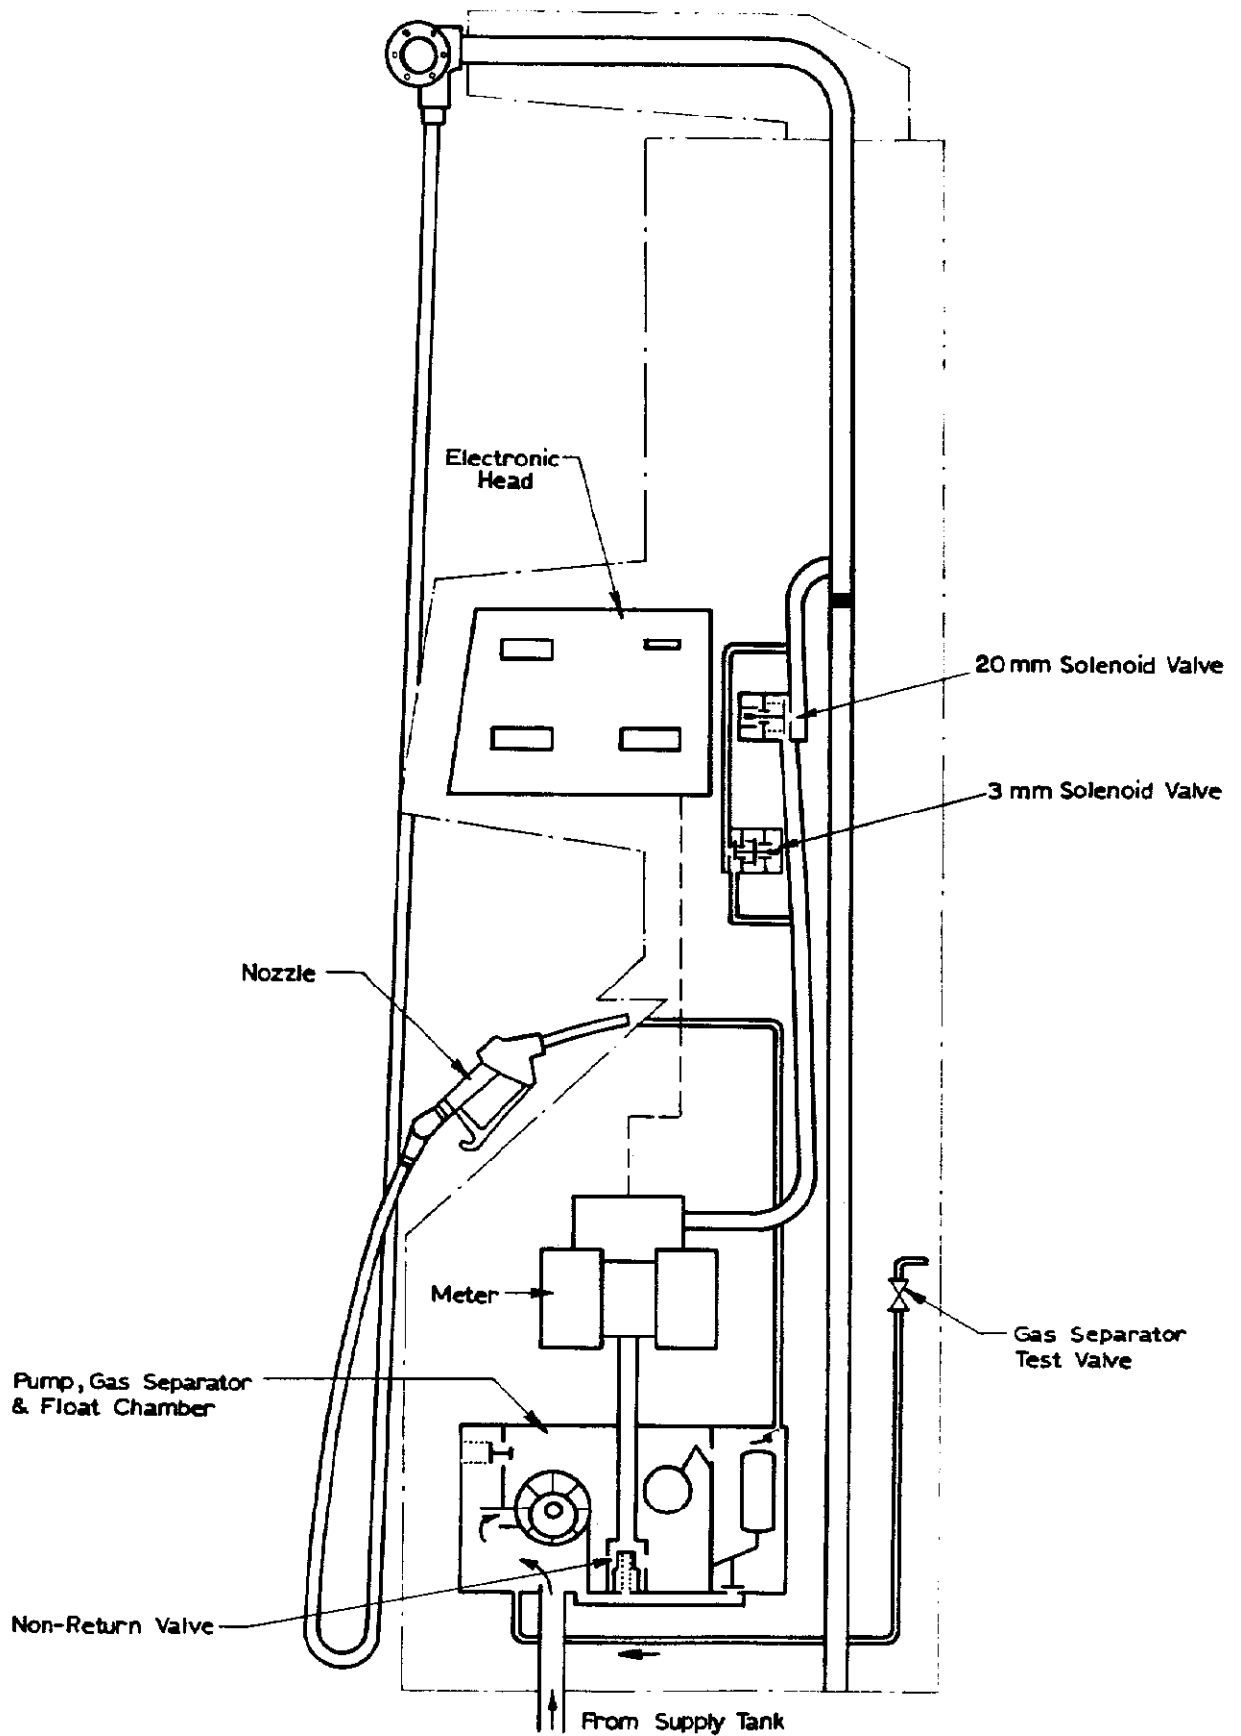 Electronic
Head
20 mm Solenoid Valve
3 mm Solenoid Valve
Nozzle
Meter
Gas Separator
Test Valve
Pump, Gas Separator
& Float Chamber
Non-Return Valve
From Supply Tank